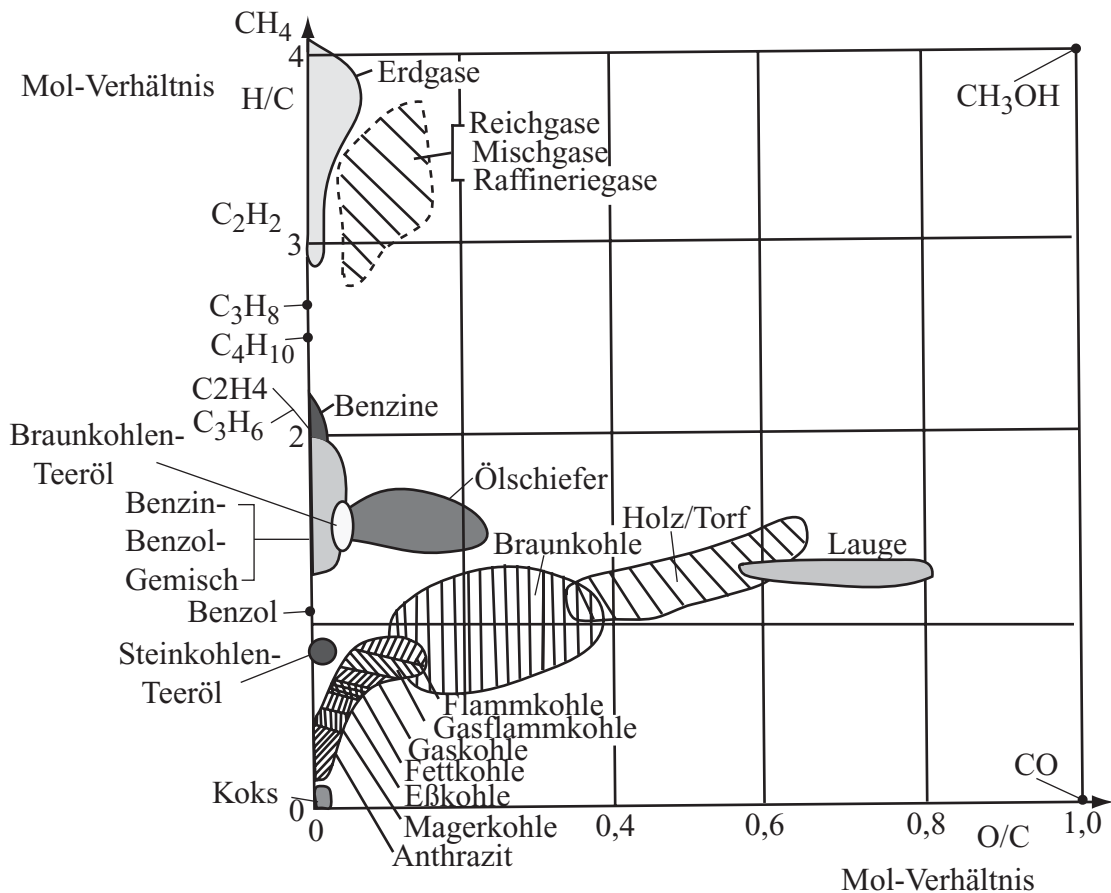 CH₄
4
Mol-Verhältnis
H/C
Erdgase
CH₃OH
Reichgase
Mischgase
Raffineriegase
C₂H₂
3
C₃H₈
C₄H₁₀
C2H4
C₃H₆
Benzine
2
Braunkohlen-
Teeröl
Ölschiefer
Benzin-
Benzol-
Gemisch
Holz/Torf
Braunkohle
Lauge
Benzol
Steinkohlen-
Teeröl
Flammkohle
Gasflammkohle
Gaskohle
Fettkohle
Eßkohle
Magerkohle
Anthrazit
Koks
CO
0
0
0,4
0,6
0,8
1,0
O/C
Mol-Verhältnis